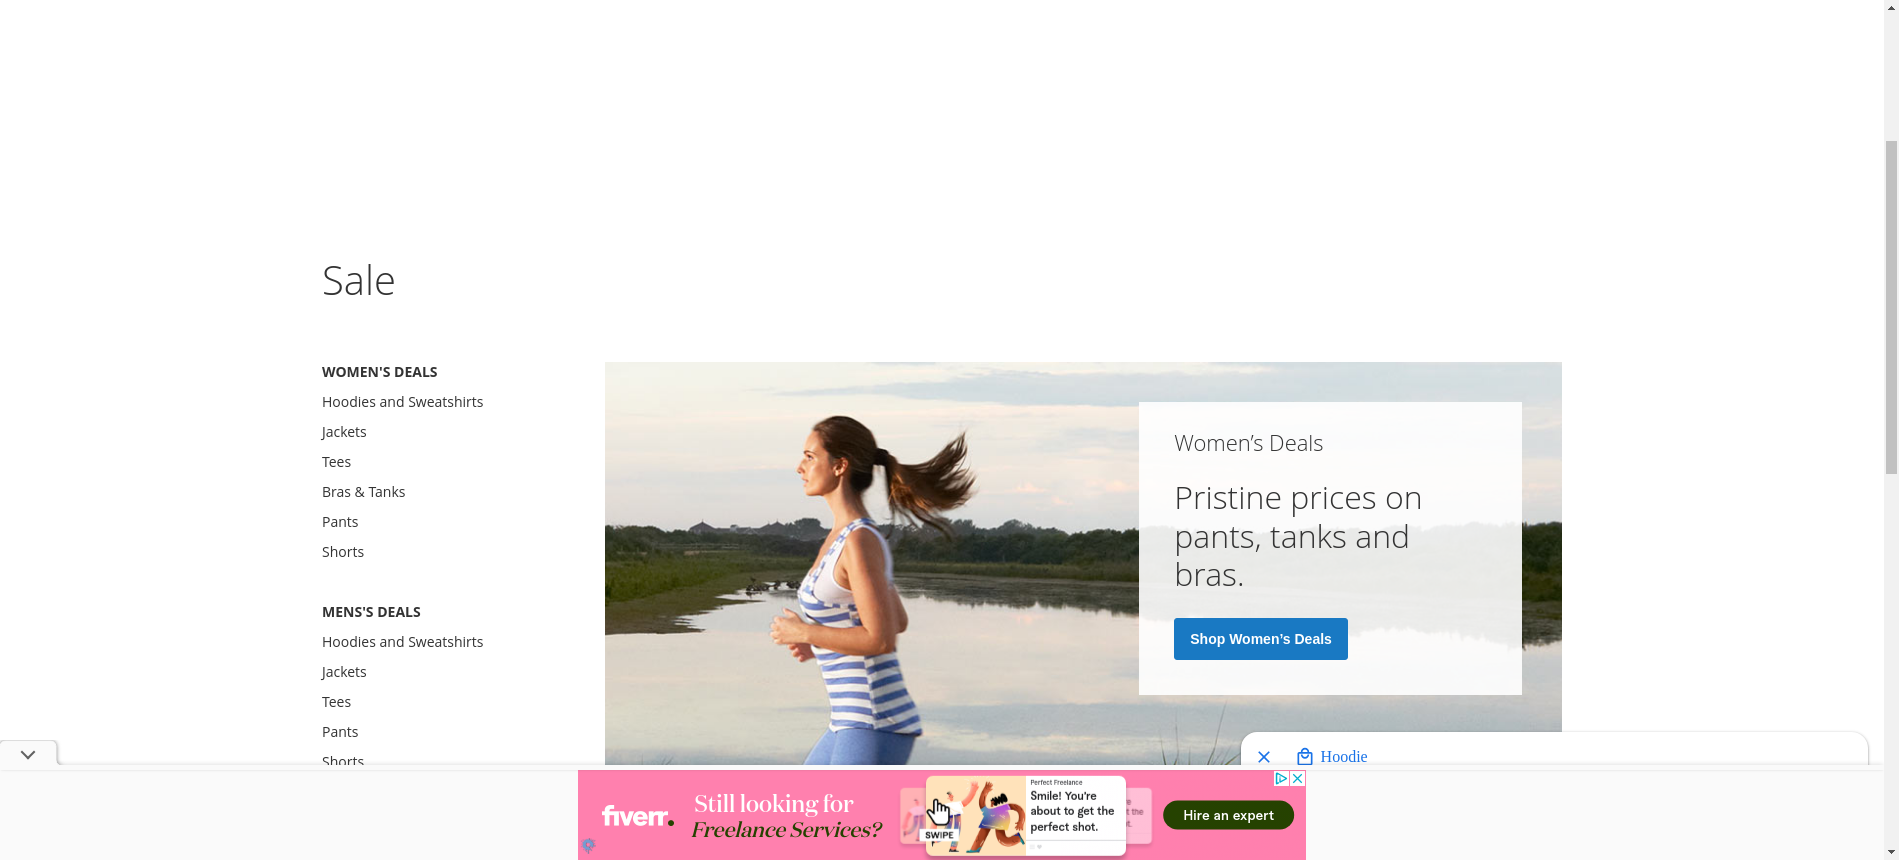 Sale
WOMEN'S DEALS
Hoodies and Sweatshirts
Jackets
Tees
Bras & Tanks
Pants
Shorts
MENS'S DEALS
Hoodies and Sweatshirts
Jackets
Tees
Pants
Shorts
Women’s Deals
Pristine prices on
pants, tanks and
bras.
Shop Women’s Deals
Hoodie
fiverr.
Still looking for
Freelance Services?
SWIPE
Perfect Freelance
Smile! You're
about to get the
perfect shot.
Hire an expert